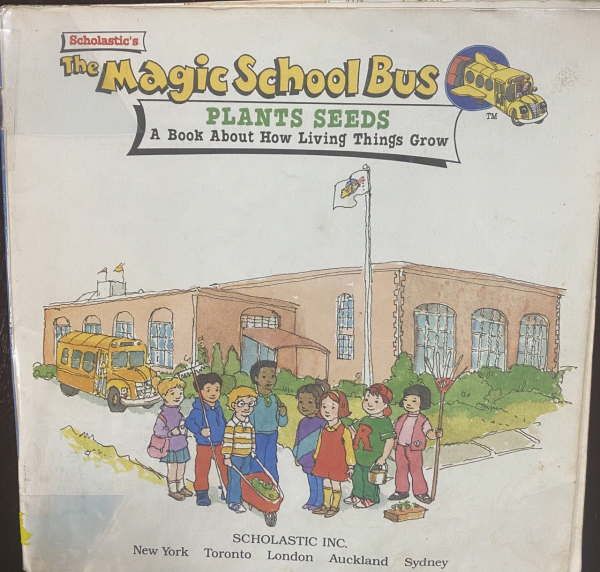 Scholastic's
The Magic School Bus
TM
PLANTS SEEDS
A Book About How Living Things Grow
R
SCHOLASTIC INC.
New York Toronto London Auckland Sydney